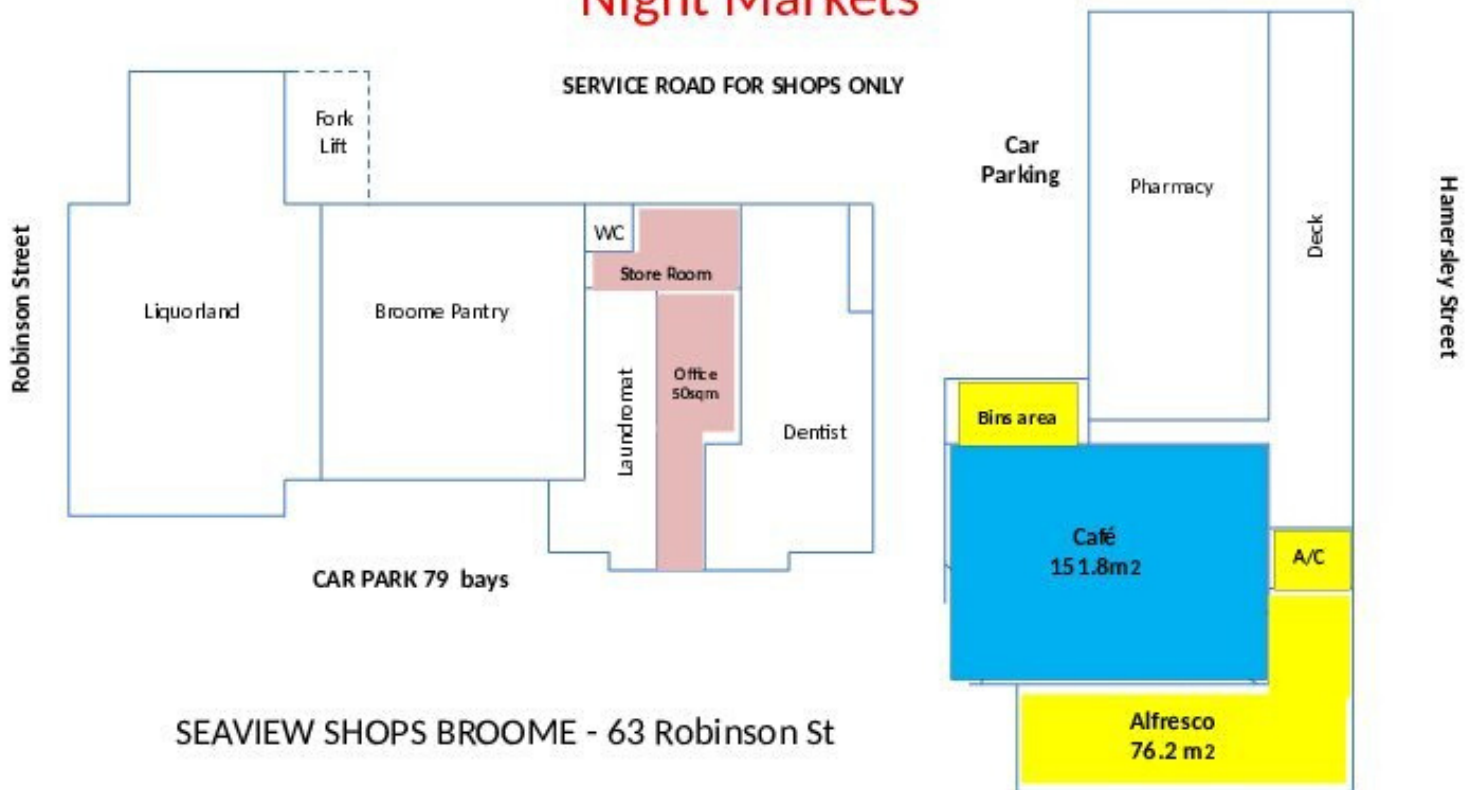 Night Markets
SERVICE ROAD FOR SHOPS ONLY
Fork
Lift
Car
Parking
Pharmacy
Deck
Hamersley Street
Robinson Street
WC
Store Room
Liquorland
Broome Pantry
Laundromat
Office
50sqm
Dentist
Bins area
Café
151.8m2
A/C
CAR PARK 79 bays
SEAVIEW SHOPS BROOME - 63 Robinson St
Alfresco
76.2 m2